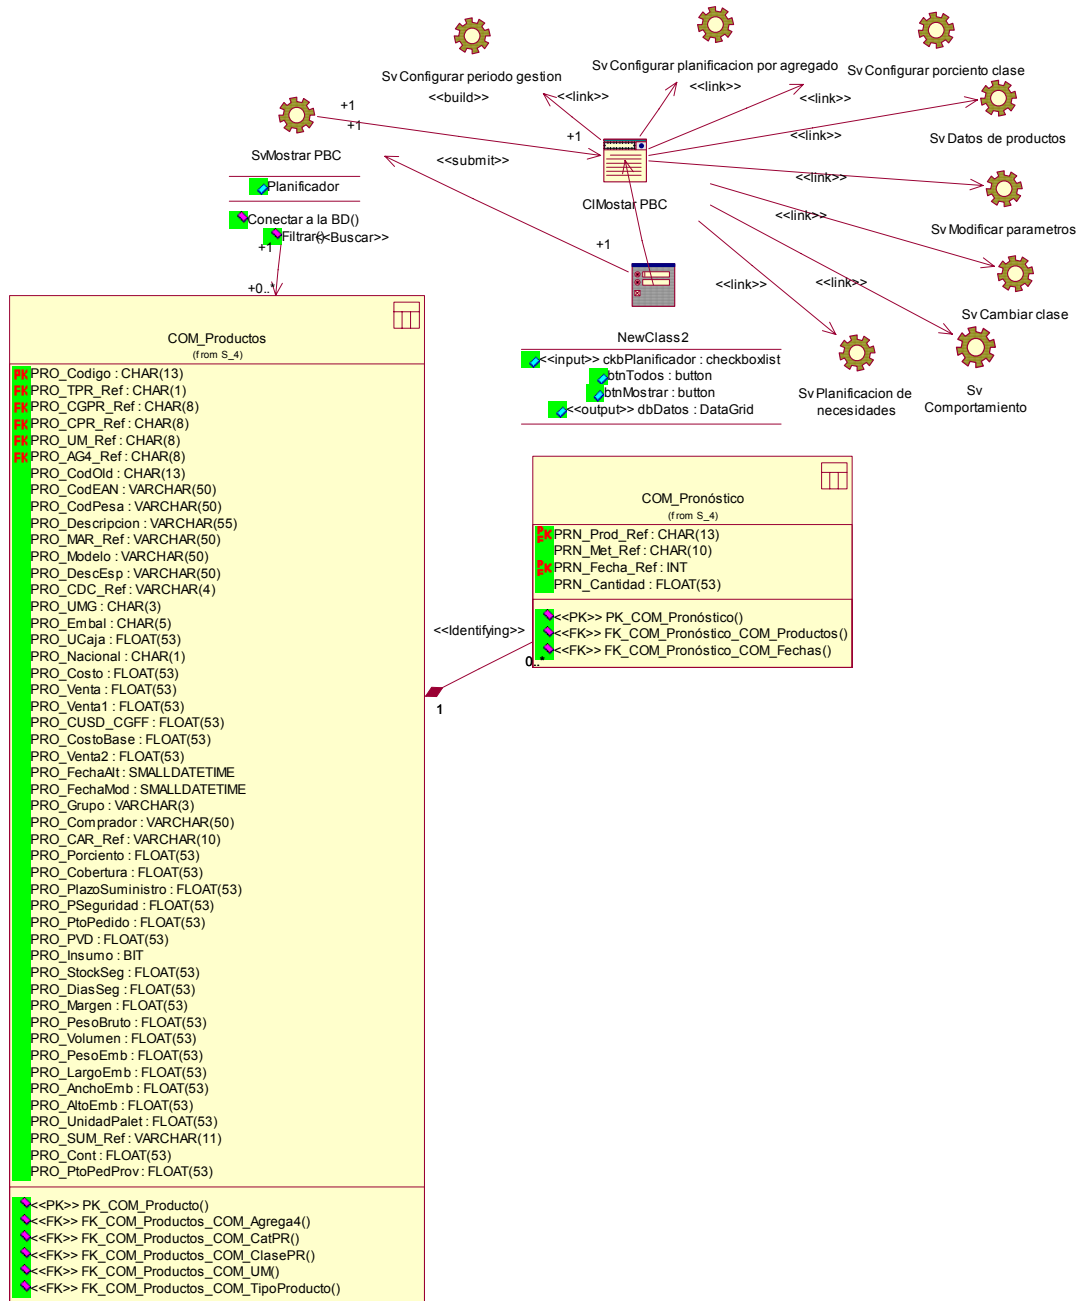 Sv Configurar periodo gestion
Sv Configurar planificacion por agregado
Sv Configurar porciento clase
<<build>>
<<link>>
<<link>>
<<link>>
+1
+1
+1
<<link>>
Sv Datos de productos
SvMostrar PBC
<<submit>>
<<link>>
Planificador
ClMostar PBC
<<link>>
Sv Modificar parametros
Conectar a la BD()
Filtrar()
<<Buscar>>
+1
+1
<<link>>
<<link>>
+0..*
Sv Cambiar clase
NewClass2
<<input>> ckbPlanificador : checkboxlist
btnTodos : button
btnMostrar : button
<<output>> dbDatos : DataGrid
Sv Planificacion de
necesidades
Sv
Comportamiento
COM_Productos
(from S_4)
PK PRO_Codigo : CHAR(13)
FK PRO_TPR_Ref : CHAR(1)
FK PRO_CGPR_Ref : CHAR(8)
FK PRO_CPR_Ref : CHAR(8)
FK PRO_UM_Ref : CHAR(8)
FK PRO_AG4_Ref : CHAR(8)
PRO_CodOld : CHAR(13)
PRO_CodEAN : VARCHAR(50)
PRO_CodPesa : VARCHAR(50)
PRO_Descripcion : VARCHAR(55)
PRO_MAR_Ref : VARCHAR(50)
PRO_Modelo : VARCHAR(50)
PRO_DescEsp : VARCHAR(50)
PRO_CDC_Ref : VARCHAR(4)
PRO_UMG : CHAR(3)
PRO_Embal : CHAR(5)
PRO_UCaja : FLOAT(53)
PRO_Nacional : CHAR(1)
PRO_Costo : FLOAT(53)
PRO_Venta : FLOAT(53)
PRO_Venta1 : FLOAT(53)
PRO_CUSD_CGFF : FLOAT(53)
PRO_CostoBase : FLOAT(53)
PRO_Venta2 : FLOAT(53)
PRO_FechaAlt : SMALLDATETIME
PRO_FechaMod : SMALLDATETIME
PRO_Grupo : VARCHAR(3)
PRO_Comprador : VARCHAR(50)
PRO_CAR_Ref : VARCHAR(10)
PRO_Porciento : FLOAT(53)
PRO_Cobertura : FLOAT(53)
PRO_PlazoSuministro : FLOAT(53)
PRO_PSeguridad : FLOAT(53)
PRO_PtoPedido : FLOAT(53)
PRO_PVD : FLOAT(53)
PRO_Insumo : BIT
PRO_StockSeg : FLOAT(53)
PRO_DiasSeg : FLOAT(53)
PRO_Margen : FLOAT(53)
PRO_PesoBruto : FLOAT(53)
PRO_Volumen : FLOAT(53)
PRO_PesoEmb : FLOAT(53)
PRO_LargoEmb : FLOAT(53)
PRO_AnchoEmb : FLOAT(53)
PRO_AltoEmb : FLOAT(53)
PRO_UnidadPalet : FLOAT(53)
PRO_SUM_Ref : VARCHAR(11)
PRO_Cont : FLOAT(53)
PRO_PtoPedProv : FLOAT(53)
<<PK>> PK_COM_Producto()
<<FK>> FK_COM_Productos_COM_Agrega4()
<<FK>> FK_COM_Productos_COM_CatPR()
<<FK>> FK_COM_Productos_COM_ClasePR()
<<FK>> FK_COM_Productos_COM_UM()
<<FK>> FK_COM_Productos_COM_TipoProducto()
<<Identifying>>
0..*
1
COM_Pronóstico
(from S_4)
PFK PRN_Prod_Ref : CHAR(13)
PRN_Met_Ref : CHAR(10)
PFK PRN_Fecha_Ref : INT
PRN_Cantidad : FLOAT(53)
<<PK>> PK_COM_Pronóstico()
<<FK>> FK_COM_Pronóstico_COM_Productos()
<<FK>> FK_COM_Pronóstico_COM_Fechas()